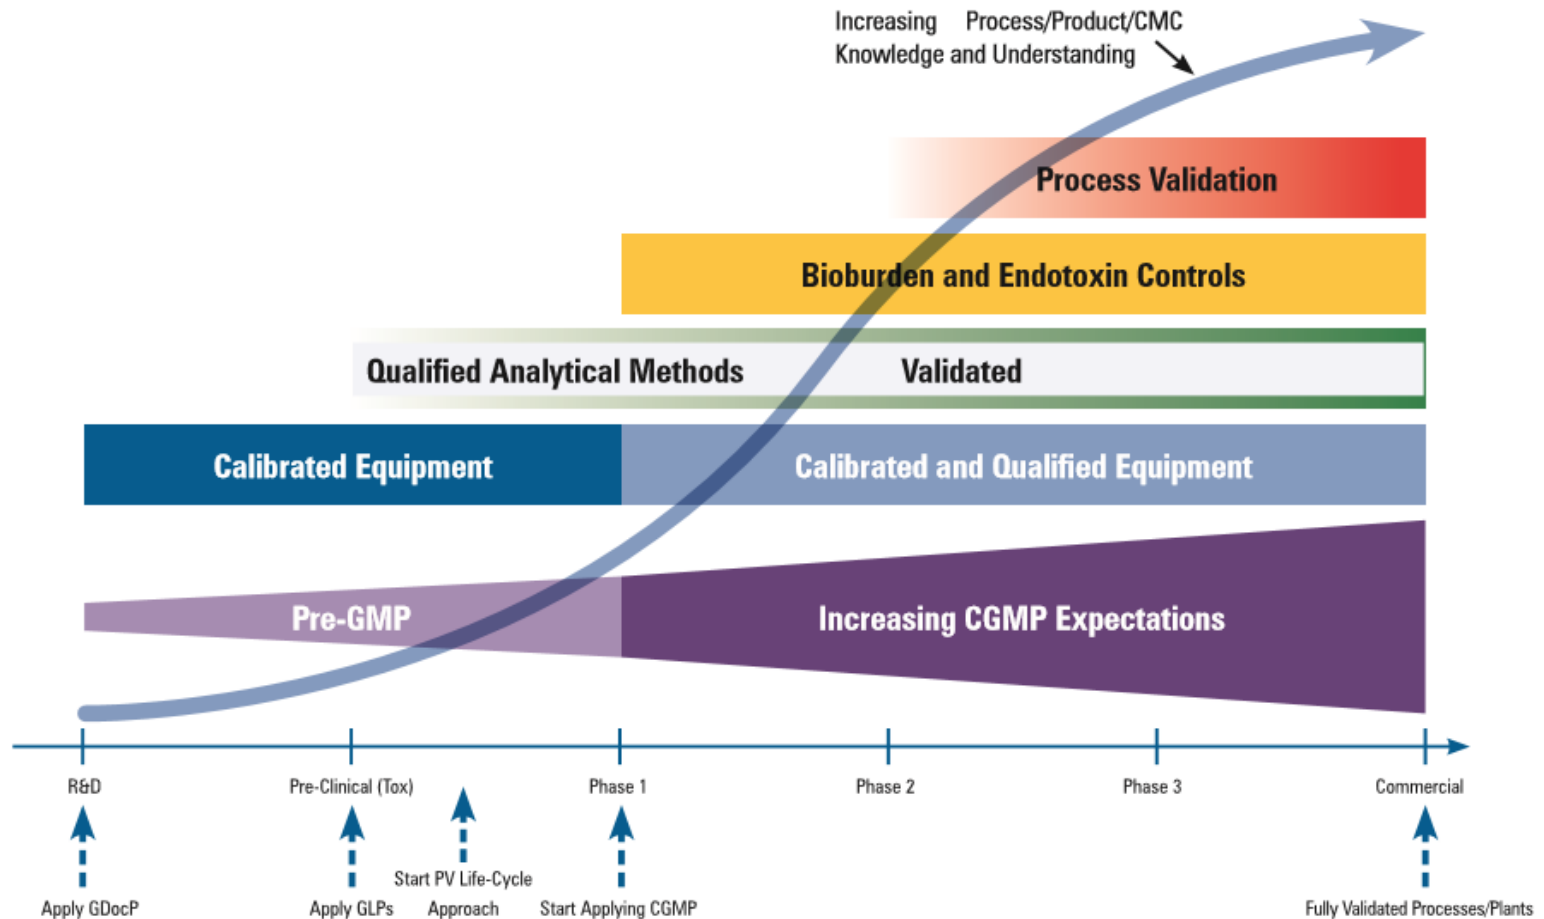 Increasing Process/Product/CMC
Knowledge and Understanding
Process Validation
Bioburden and Endotoxin Controls
Qualified Analytical Methods Validated
Calibrated Equipment Calibrated and Qualified Equipment
Pre-GMP Increasing CGMP Expectations
R&D Pre-Clinical (Tox) Phase 1 Phase 2 Phase 3 Commercial
Start PV Life-Cycle
Apply GDocP Apply GLPs Approach Start Applying CGMP Fully Validated Processes/Plants